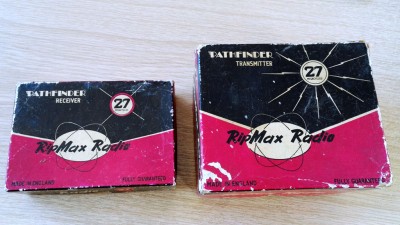 PATHFINDER
RECEIVER
27
RipMax Radio
MADE IN ENGLAND
FULLY GUARANTEED
PATHFINDER
TRANSMITTER
27
RipMax Radio
MADE IN ENGLAND
FULLY GUARANTEED